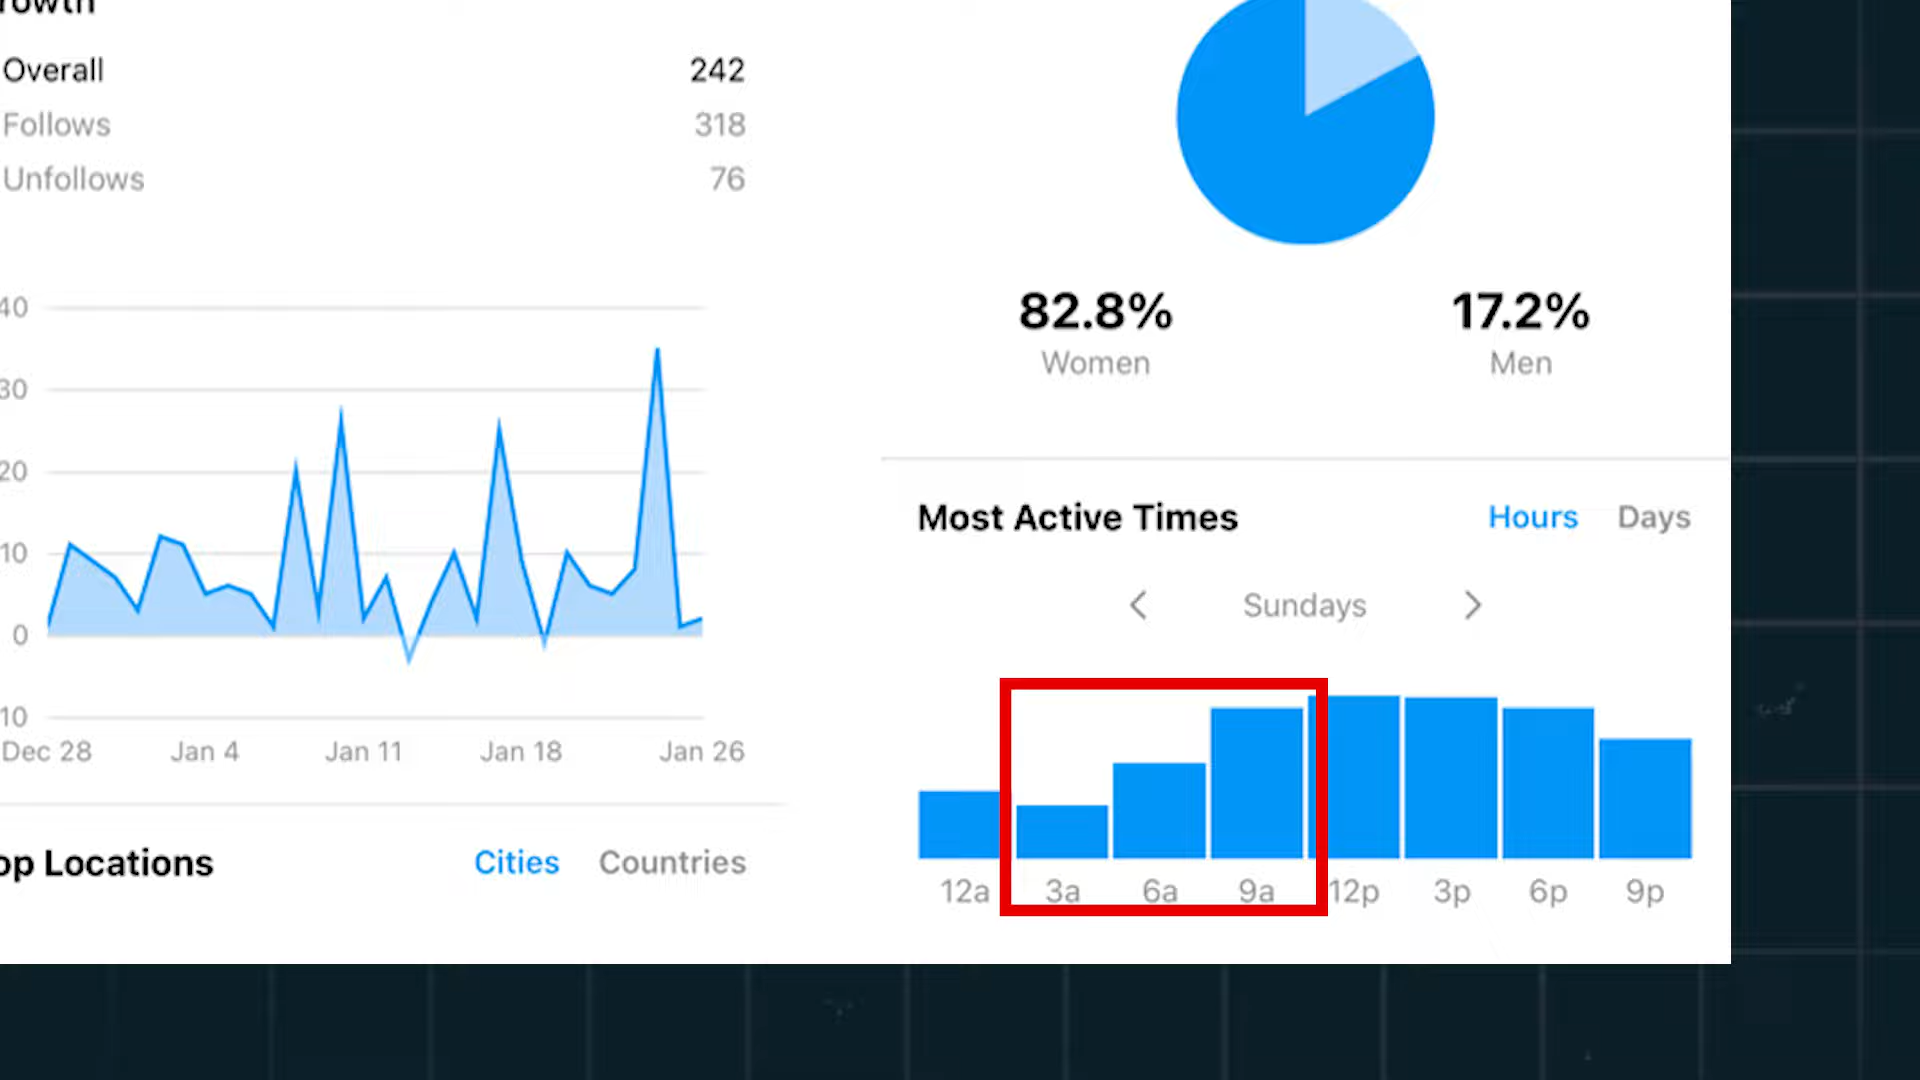 Overall 242
Follows 318
Unfollows 76
40
30
20
10
0
10
Dec 28 Jan 4 Jan 11 Jan 18 Jan 26
Locations Cities Countries
82.8% 17.2%
Women Men
Most Active Times Hours Days
Sundays
12a 3a 6a 9a 12p 3p 6p 9p